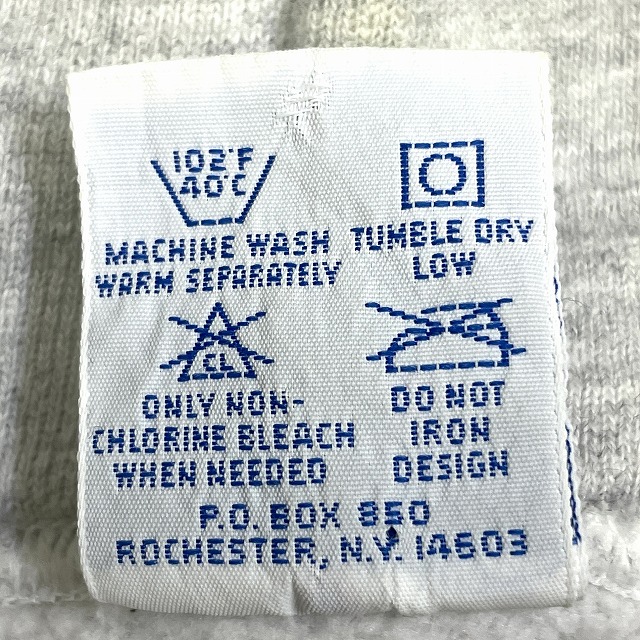 102°F
40°C
MACHINE WASH
WARM SEPARATELY
TUMBLE DRY
LOW
CL
ONLY NON-
CHLORINE BLEACH
WHEN NEEDED
DO NOT
IRON
DESIGN
P.O. BOX 850
ROCHESTER, N.Y. 14603